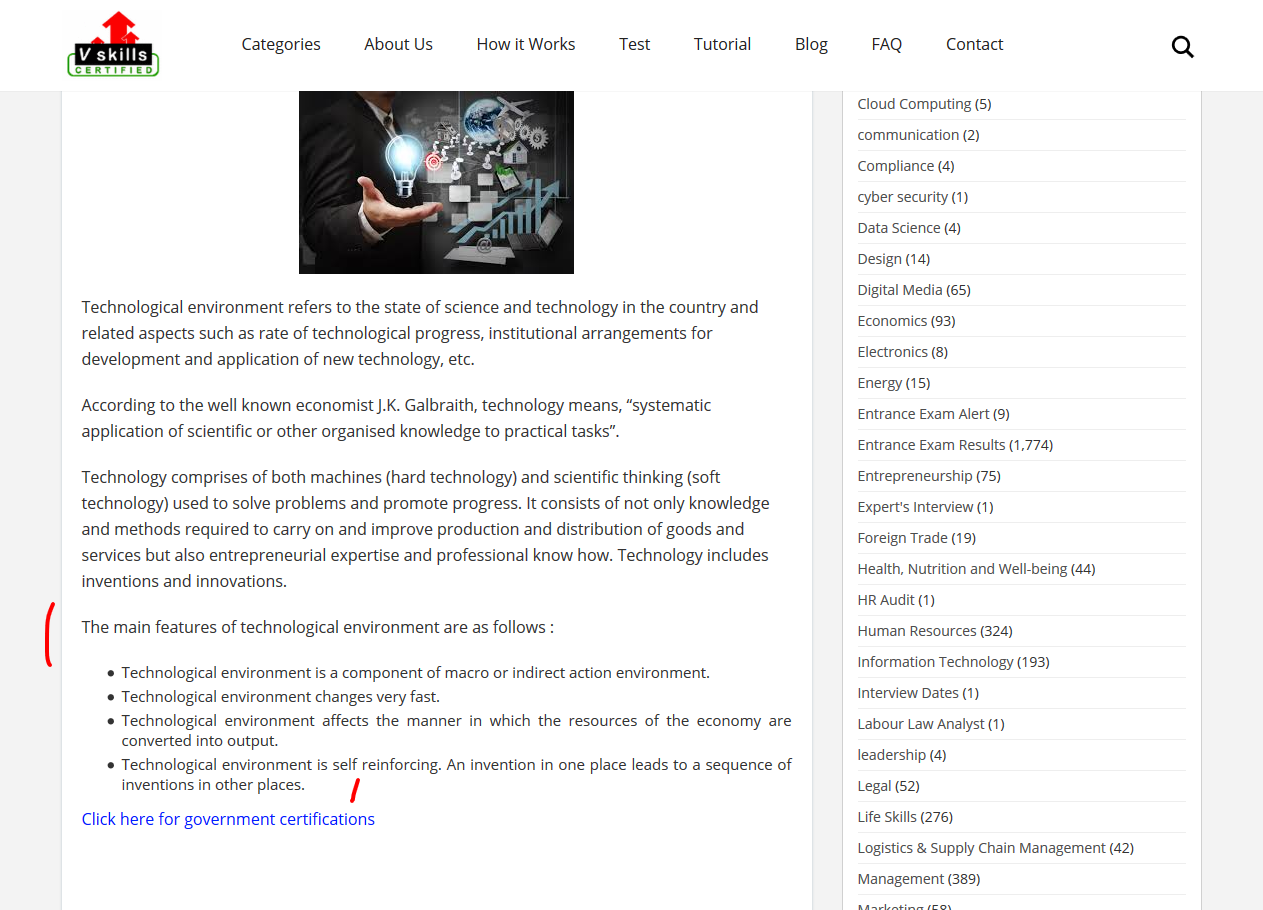 V skills
CERTIFIED
Categories
About Us
How it Works
Test
Tutorial
Blog
FAQ
Contact
Technological environment refers to the state of science and technology in the country and
related aspects such as rate of technological progress, institutional arrangements for
development and application of new technology, etc.
According to the well known economist J.K. Galbraith, technology means, “systematic
application of scientific or other organised knowledge to practical tasks”.
Technology comprises of both machines (hard technology) and scientific thinking (soft
technology) used to solve problems and promote progress. It consists of not only knowledge
and methods required to carry on and improve production and distribution of goods and
services but also entrepreneurial expertise and professional know how. Technology includes
inventions and innovations.
The main features of technological environment are as follows :
● Technological environment is a component of macro or indirect action environment.
● Technological environment changes very fast.
● Technological environment affects the manner in which the resources of the economy are
converted into output.
● Technological environment is self reinforcing. An invention in one place leads to a sequence of
inventions in other places.
Click here for government certifications
Cloud Computing (5)
communication (2)
Compliance (4)
cyber security (1)
Data Science (4)
Design (14)
Digital Media (65)
Economics (93)
Electronics (8)
Energy (15)
Entrance Exam Alert (9)
Entrance Exam Results (1,774)
Entrepreneurship (75)
Expert's Interview (1)
Foreign Trade (19)
Health, Nutrition and Well-being (44)
HR Audit (1)
Human Resources (324)
Information Technology (193)
Interview Dates (1)
Labour Law Analyst (1)
leadership (4)
Legal (52)
Life Skills (276)
Logistics & Supply Chain Management (42)
Management (389)
Marketing (58)